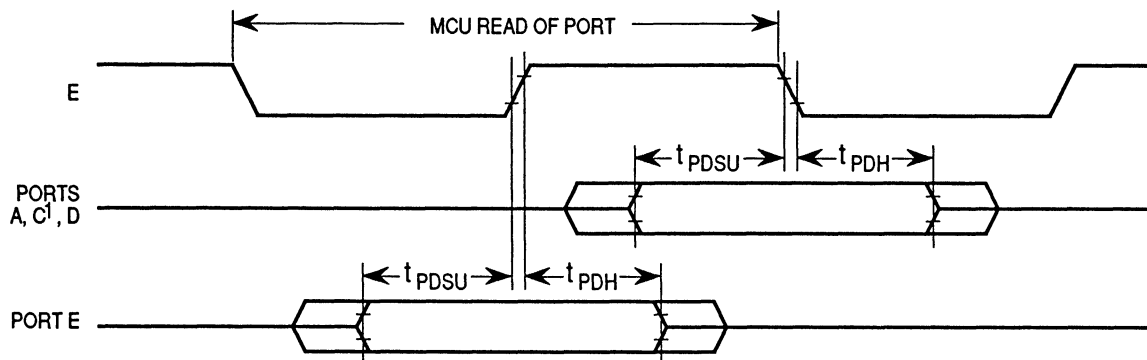 MCU READ OF PORT
E
t PDSU
t PDH
PORTS
A, C1, D
t PDSU
t PDH
PORT E